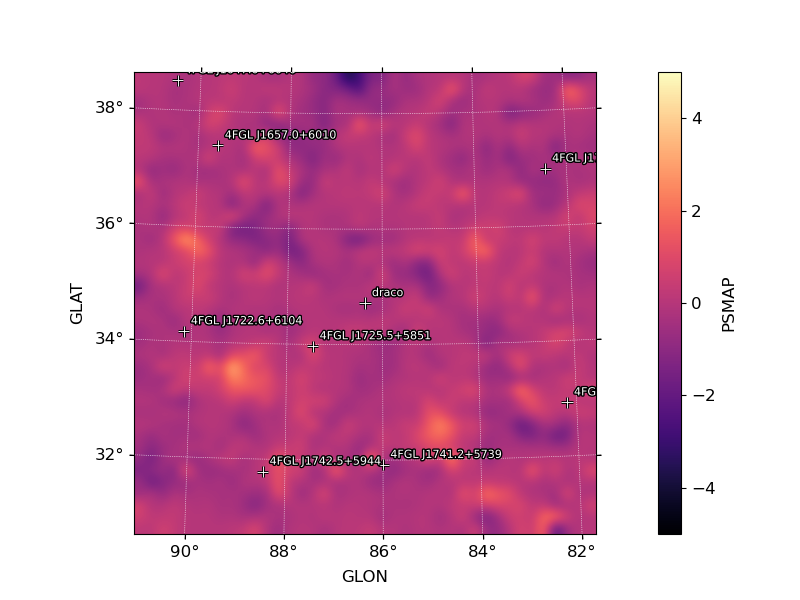 38°
4FGL J1657.0+6010
4FGL J1
36°
draco
4FGL J1722.6+6104
4FGL J1725.5+5851
34°
4FG
32°
4FGL J1742.5+5944
4FGL J1741.2+5739
90°
88°
86°
84°
82°
GLON
GLAT
4
2
0
−2
−4
PSMAP